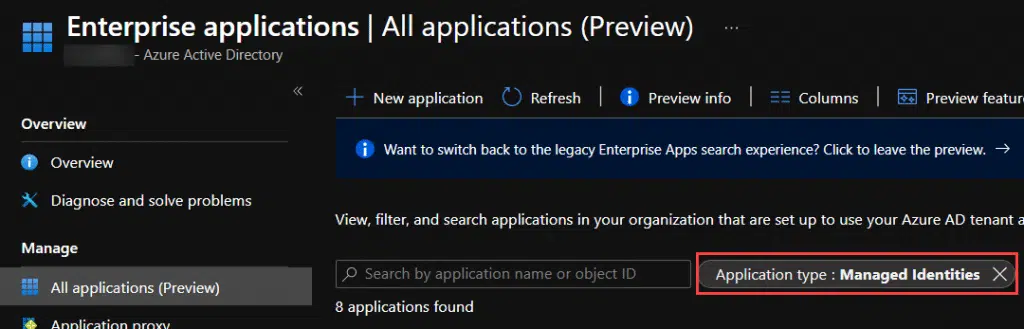 Enterprise applications | All applications (Preview) ...
- Azure Active Directory
«
New application Refresh Preview info Columns Preview
Overview
Overview
Want to switch back to the legacy Enterprise Apps search experience? Click to leave the preview. →
Diagnose and solve problems
View, filter, and search applications in your organization that are set up to use your Azure AD tenant
Manage
Search by application name or object ID
Application type : Managed Identities ×
All applications (Preview)
8 applications found
Application proxy